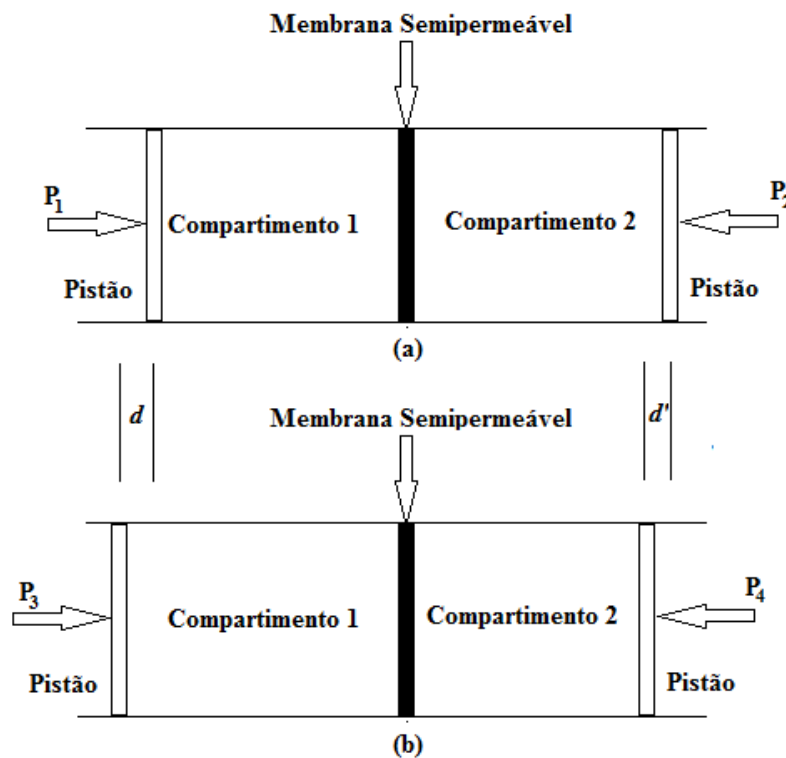 Membrana Semipermeável
P1
P2
Compartimento 1
Compartimento 2
Pistão
Pistão
(a)
d
d'
Membrana Semipermeável
P3
P4
Compartimento 1
Compartimento 2
Pistão
Pistão
(b)